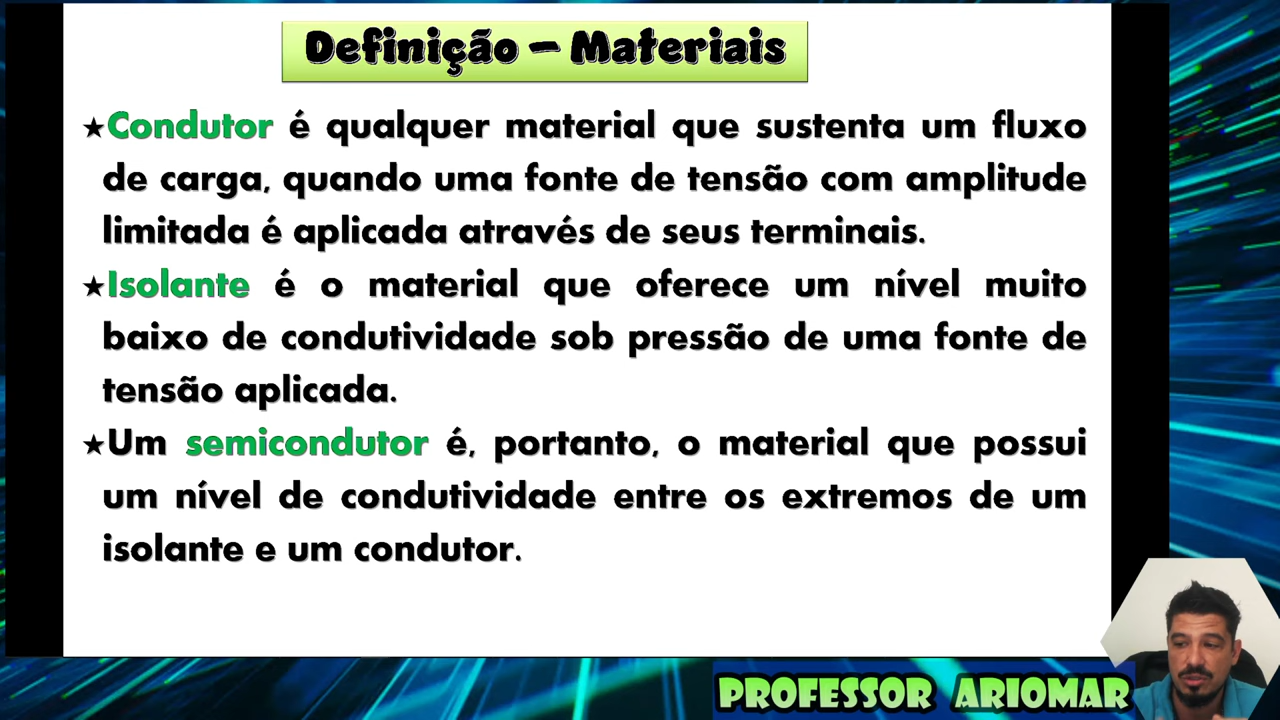 Definição – Materiais
★Condutor é qualquer material que sustenta um fluxo
de carga, quando uma fonte de tensão com amplitude
limitada é aplicada através de seus terminais.
★Isolante é o material que oferece um nível muito
baixo de condutividade sob pressão de uma fonte de
tensão aplicada.
★Um semicondutor é, portanto, o material que possui
um nível de condutividade entre os extremos de um
isolante e um condutor.
PROFESSOR ARIOMAR